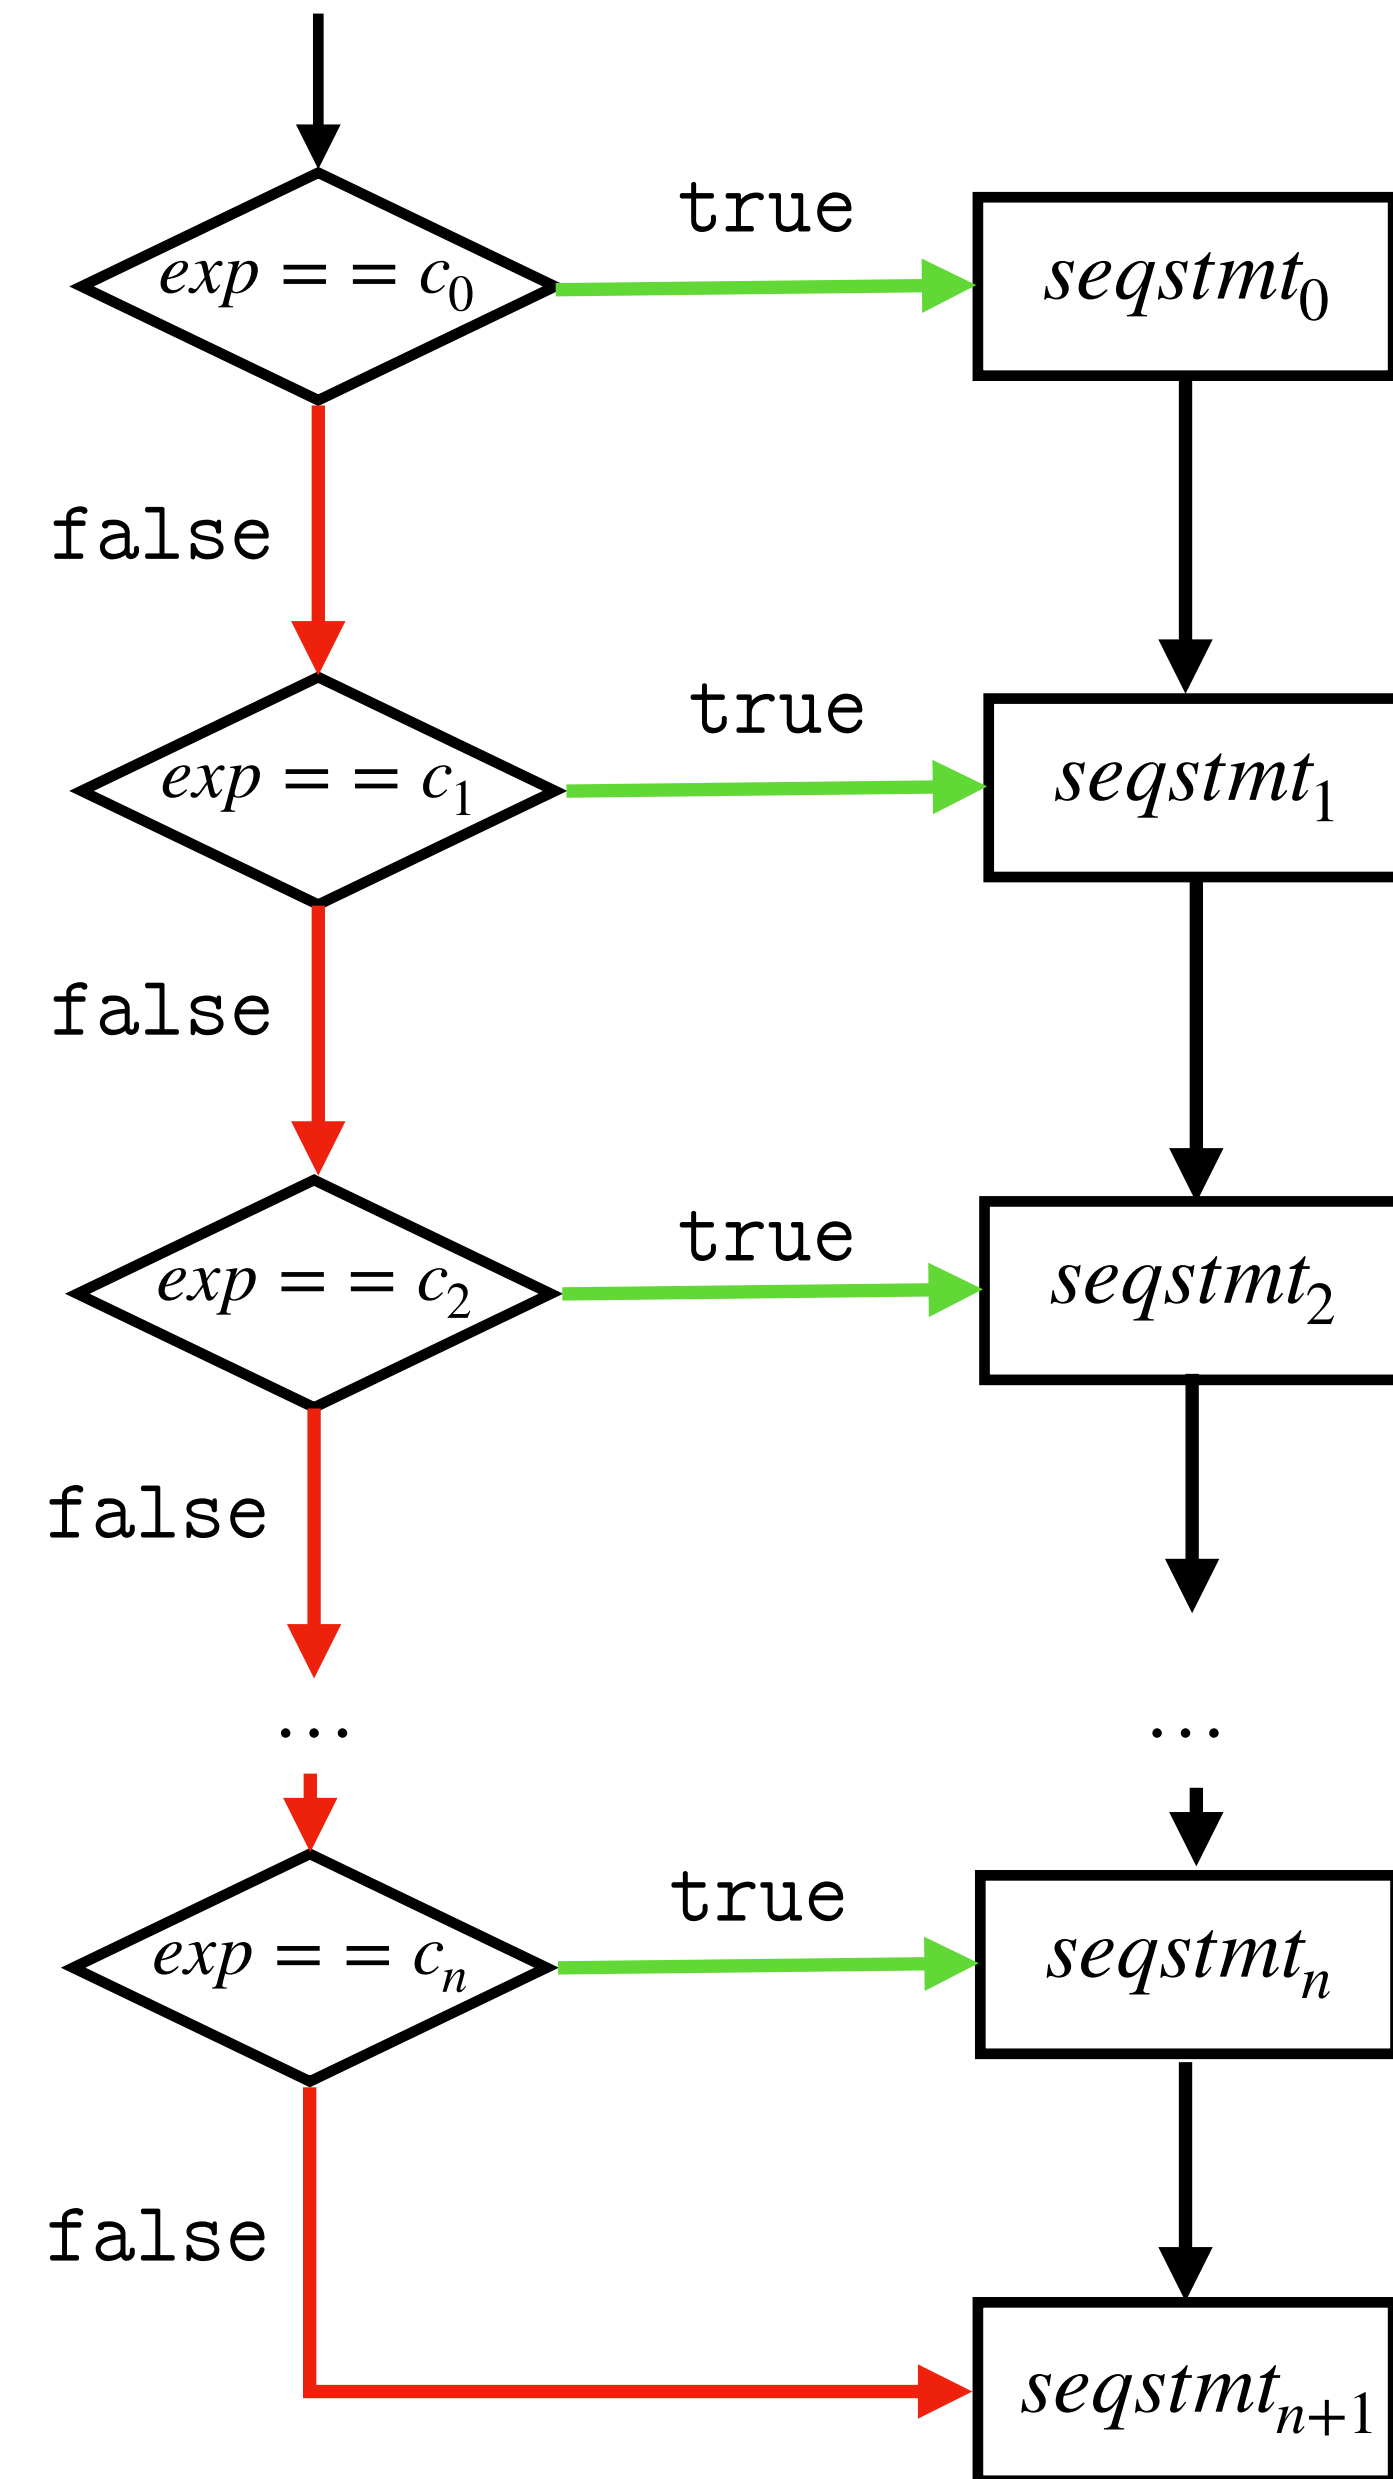 true
exp = = c₀
seqstmt₀
false
true
exp = = c₁
seqstmt₁
false
true
exp = = c₂
seqstmt₂
false
…
…
true
exp = = cₙ
seqstmtₙ
false
seqstmtₙ₊₁